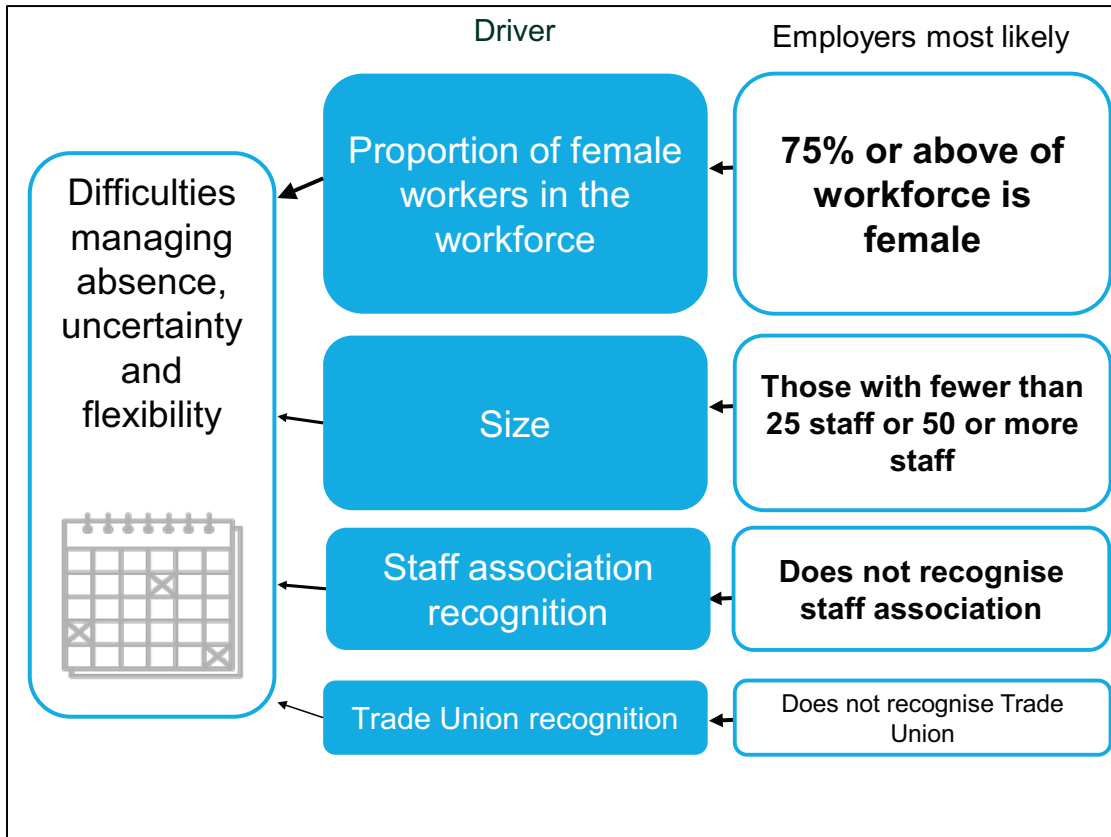 Driver
Employers most likely
Difficulties
managing
absence,
uncertainty
and
flexibility
Proportion of female
workers in the
workforce
75% or above of
workforce is
female
Size
Those with fewer than
25 staff or 50 or more
staff
Staff association
recognition
Does not recognise
staff association
Trade Union recognition
Does not recognise Trade
Union